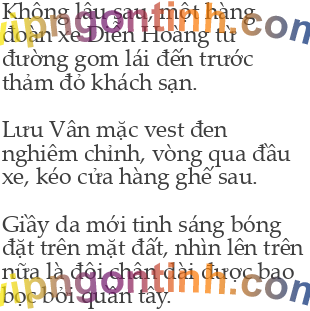 Không lâu sau, một hàng
đoàn xe Diên Hoàng từ
đường gom lái đến trước
thảm đỏ khách sạn.
Lưu Vân mặc vest đen
nghiêm chỉnh, vòng qua đầu
xe, kéo cửa hàng ghế sau.
Giầy da mới tinh sáng bóng
đặt trên mặt đất, nhìn lên trên
nữa là đôi chân dài được bao
bọc bởi quần tây.